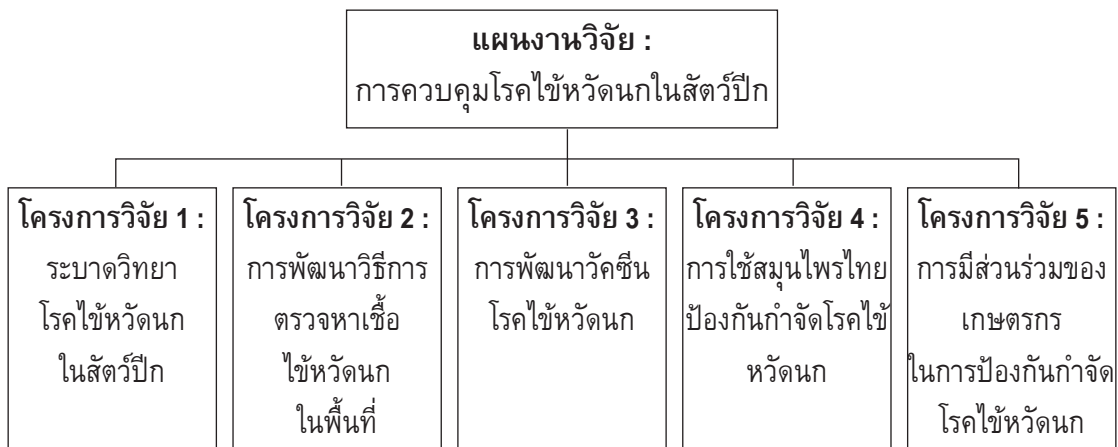 แผนงานวิจัย :
การควบคุมโรคไข้หวัดนกในสัตว์ปีก
โครงการวิจัย 1 :
ระบาดวิทยา
โรคไข้หวัดนก
ในสัตว์ปีก
โครงการวิจัย 2 :
การพัฒนาวิธีการ
ตรวจหาเชื้อ
ไข้หวัดนก
ในพื้นที่
โครงการวิจัย 3 :
การพัฒนาวัคซีน
โรคไข้หวัดนก
โครงการวิจัย 4 :
การใช้สมุนไพรไทย
ป้องกันกำจัดโรคไข้
หวัดนก
โครงการวิจัย 5 :
การมีส่วนร่วมของ
เกษตรกร
ในการป้องกันกำจัด
โรคไข้หวัดนก